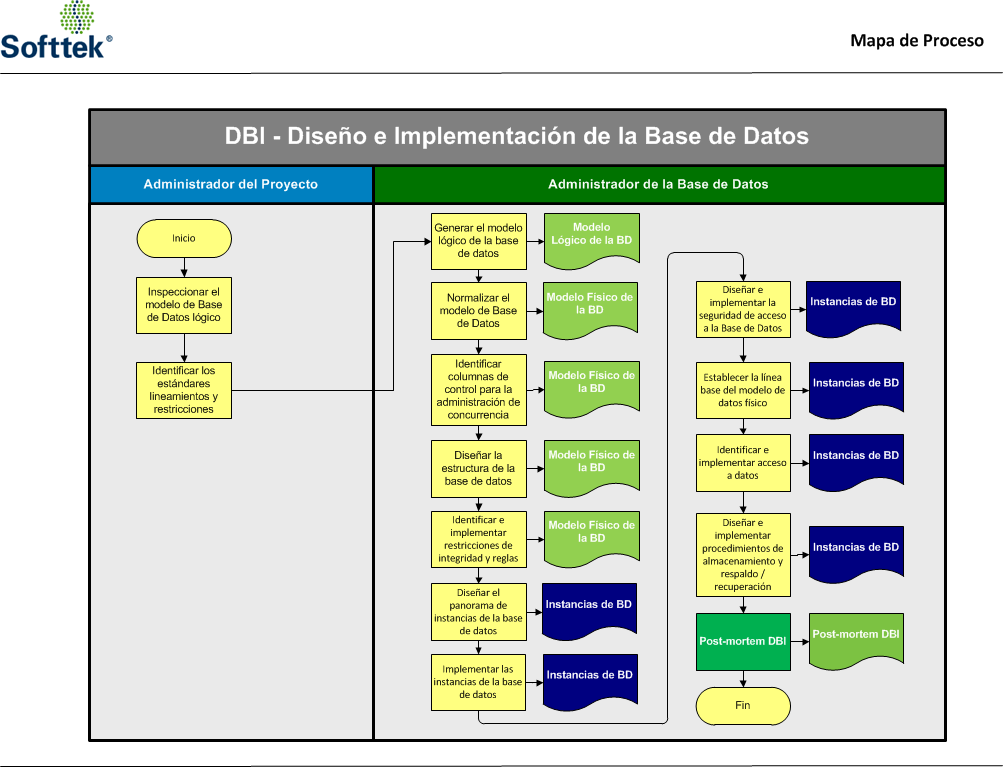 Softtek®
Mapa de Proceso
DBI - Diseño e Implementación de la Base de Datos
Administrador del Proyecto
Administrador de la Base de Datos
Inicio
Inspeccionar el
modelo de Base
de Datos lógico
Identificar los
estándares
lineamientos y
restricciones
Generar el modelo
lógico de la base
de datos
Modelo
Lógico de la BD
Normalizar el
modelo de Base
de Datos
Modelo Fisico de
la BD
Identificar
columnas de
control para la
administración de
concurrencia
Modelo Fisico de
la BD
Diseñar la
estructura de la
base de datos
Modelo Fisico de
la BD
Identificar e
implementar
restricciones de
integridad y reglas
Modelo Fisico de
la BD
Diseñar el
panorama de
instancias de la base
de datos
Instancias de BD
Implementar las
instancias de la base
de datos
Instancias de BD
Diseñar e
implementar la
seguridad de acceso
a la Base de Datos
Instancias de BD
Establecer la línea
base del modelo de
datos físico
Instancias de BD
Identificar e
implementar acceso
a datos
Instancias de BD
Diseñar e
implementar
procedimientos de
almacenamiento y
respaldo /
recuperación
Instancias de BD
Post-mortem DBI
Post-mortem DBI
Fin